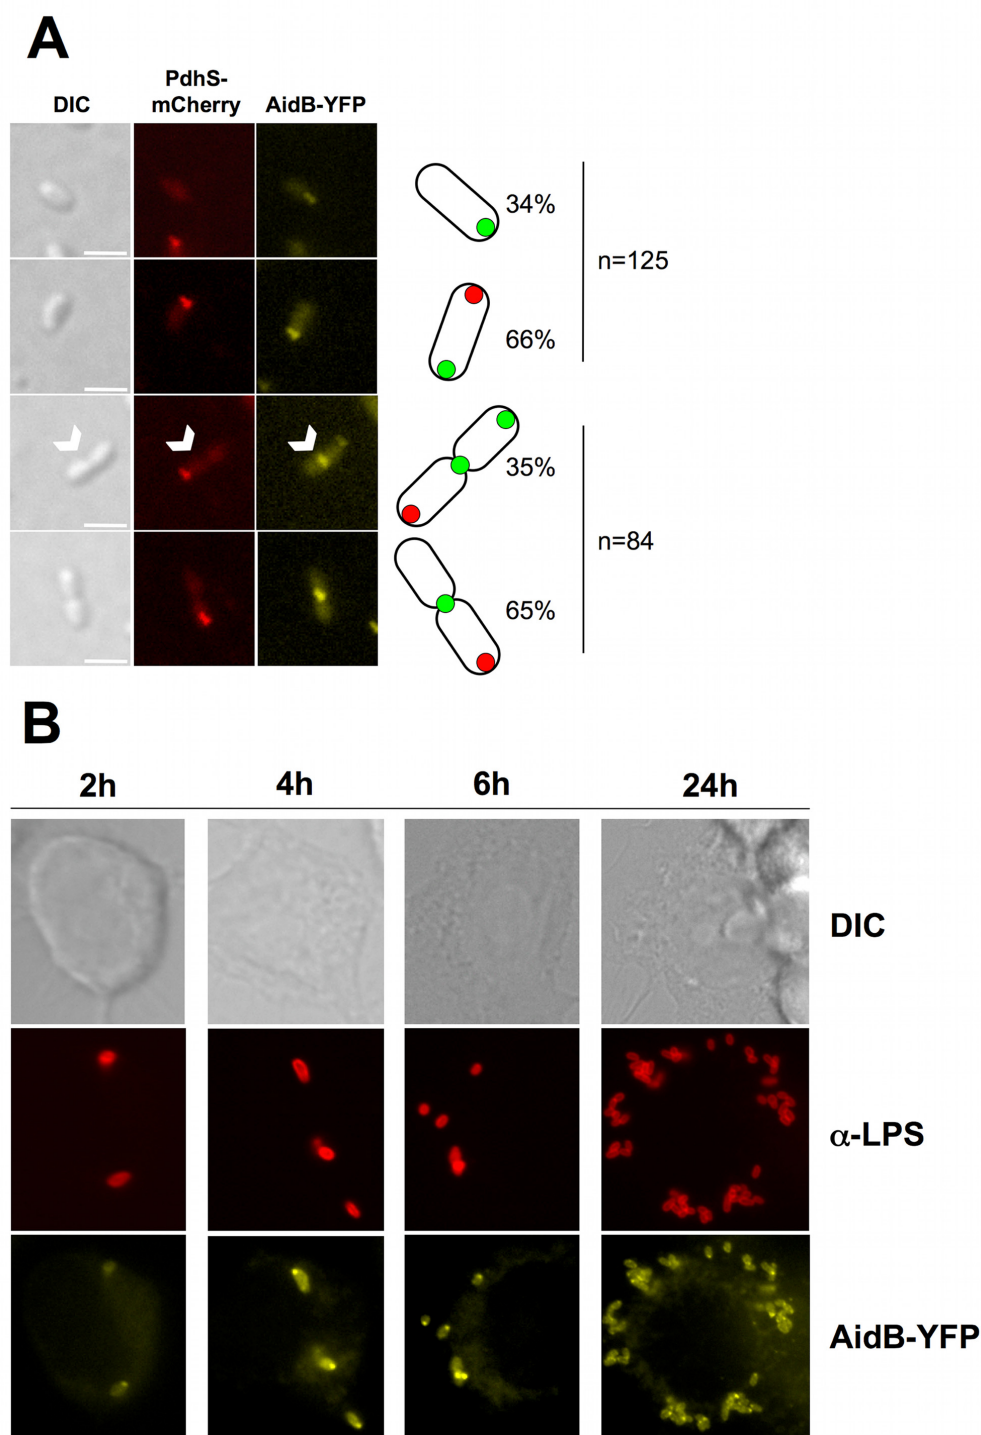 A
DIC
PdhS-
mCherry
AidB-YFP
34%
n=125
66%
35%
n=84
65%
B
2h
4h
6h
24h
DIC
α-LPS
AidB-YFP